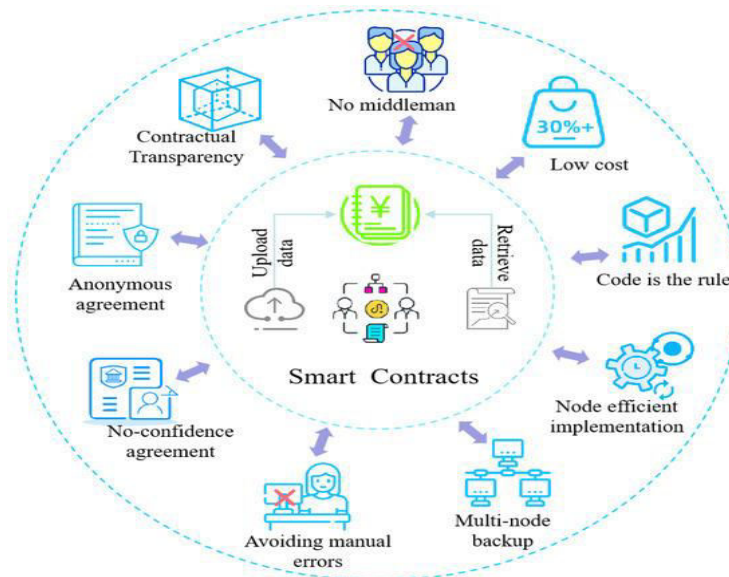 No middleman
Contractual
Transparency
30%+
Low cost
¥
Upload
data
Retrieve
data
Anonymous
agreement
Code is the rule
Smart Contracts
No-confidence
agreement
Node efficient
implementation
Avoiding manual
errors
Multi-node
backup